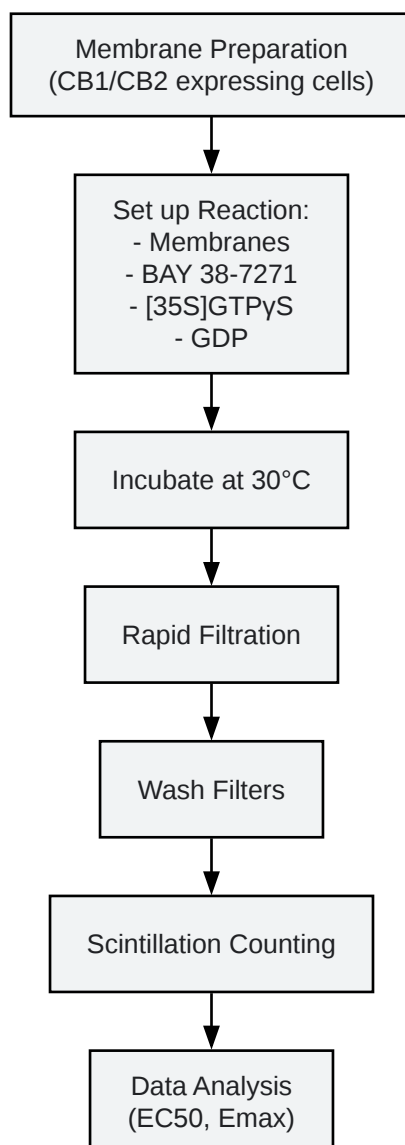 Membrane Preparation
(CB1/CB2 expressing cells)
Set up Reaction:
- Membranes
- BAY 38-7271
- [35S]GTPγS
- GDP
Incubate at 30°C
Rapid Filtration
Wash Filters
Scintillation Counting
Data Analysis
(EC50, Emax)